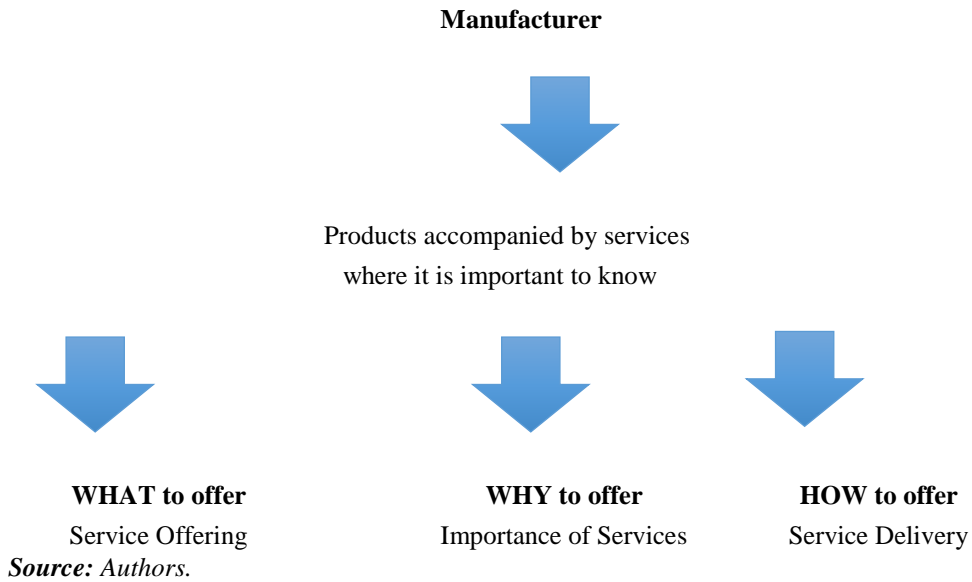 Manufacturer
Products accompanied by services
where it is important to know
WHAT to offer
Service Offering
WHY to offer
Importance of Services
HOW to offer
Service Delivery
Source: Authors.